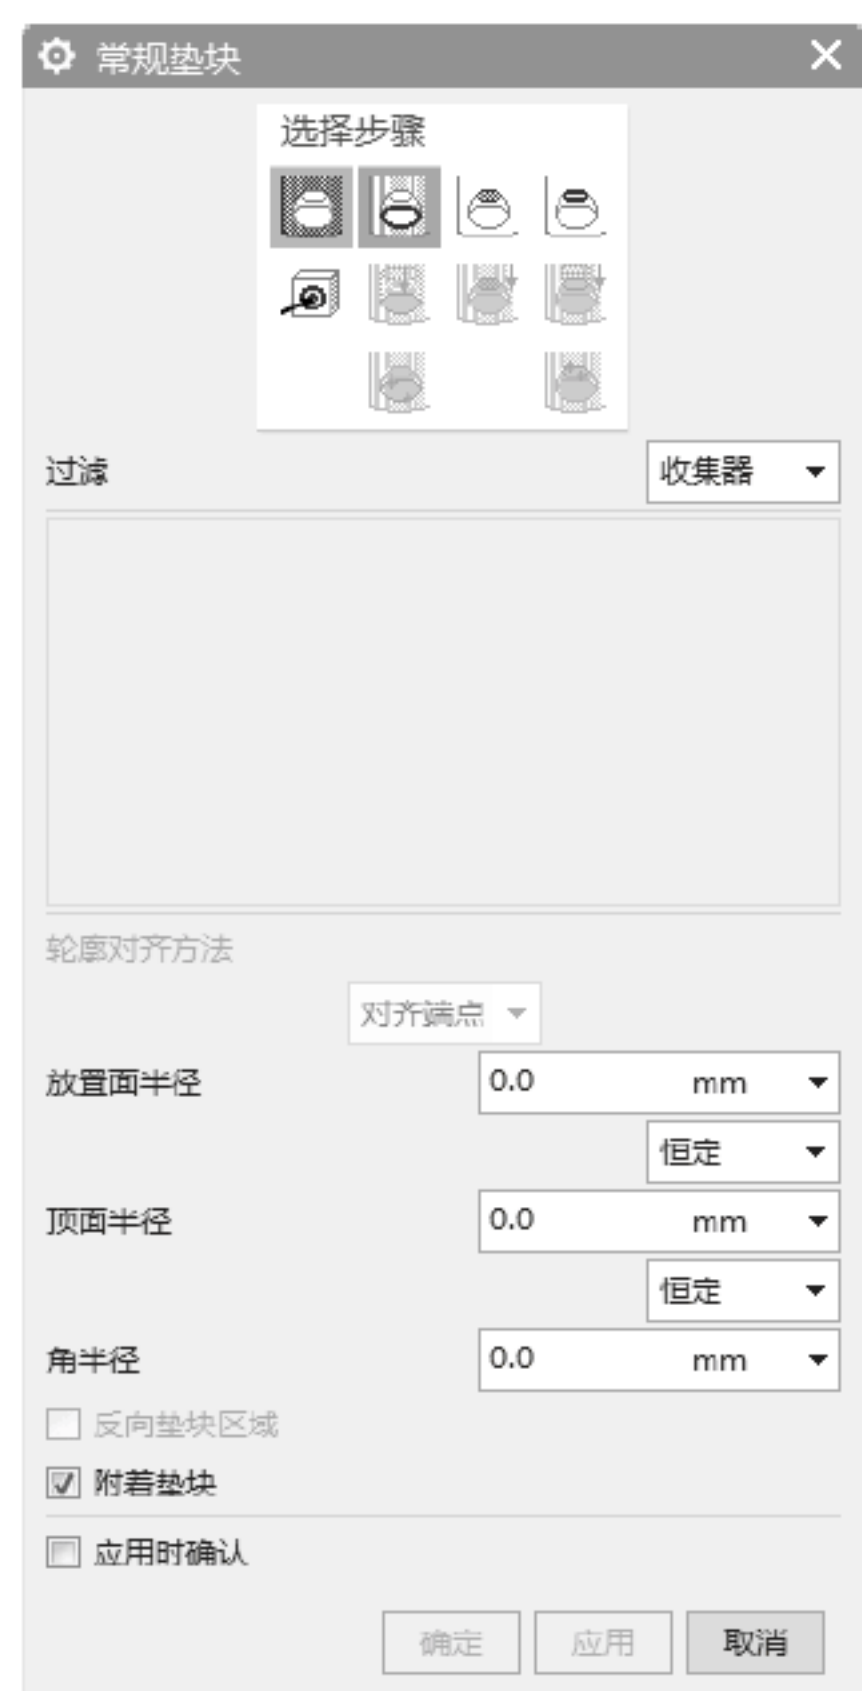 常规垫块
选择步骤
过滤 收集器
轮廓对齐方法
对齐端点
放置面半径 0.0 mm
恒定
顶面半径 0.0 mm
恒定
角半径 0.0 mm
反向垫块区域
附着垫块
应用时确认
确定 应用 取消